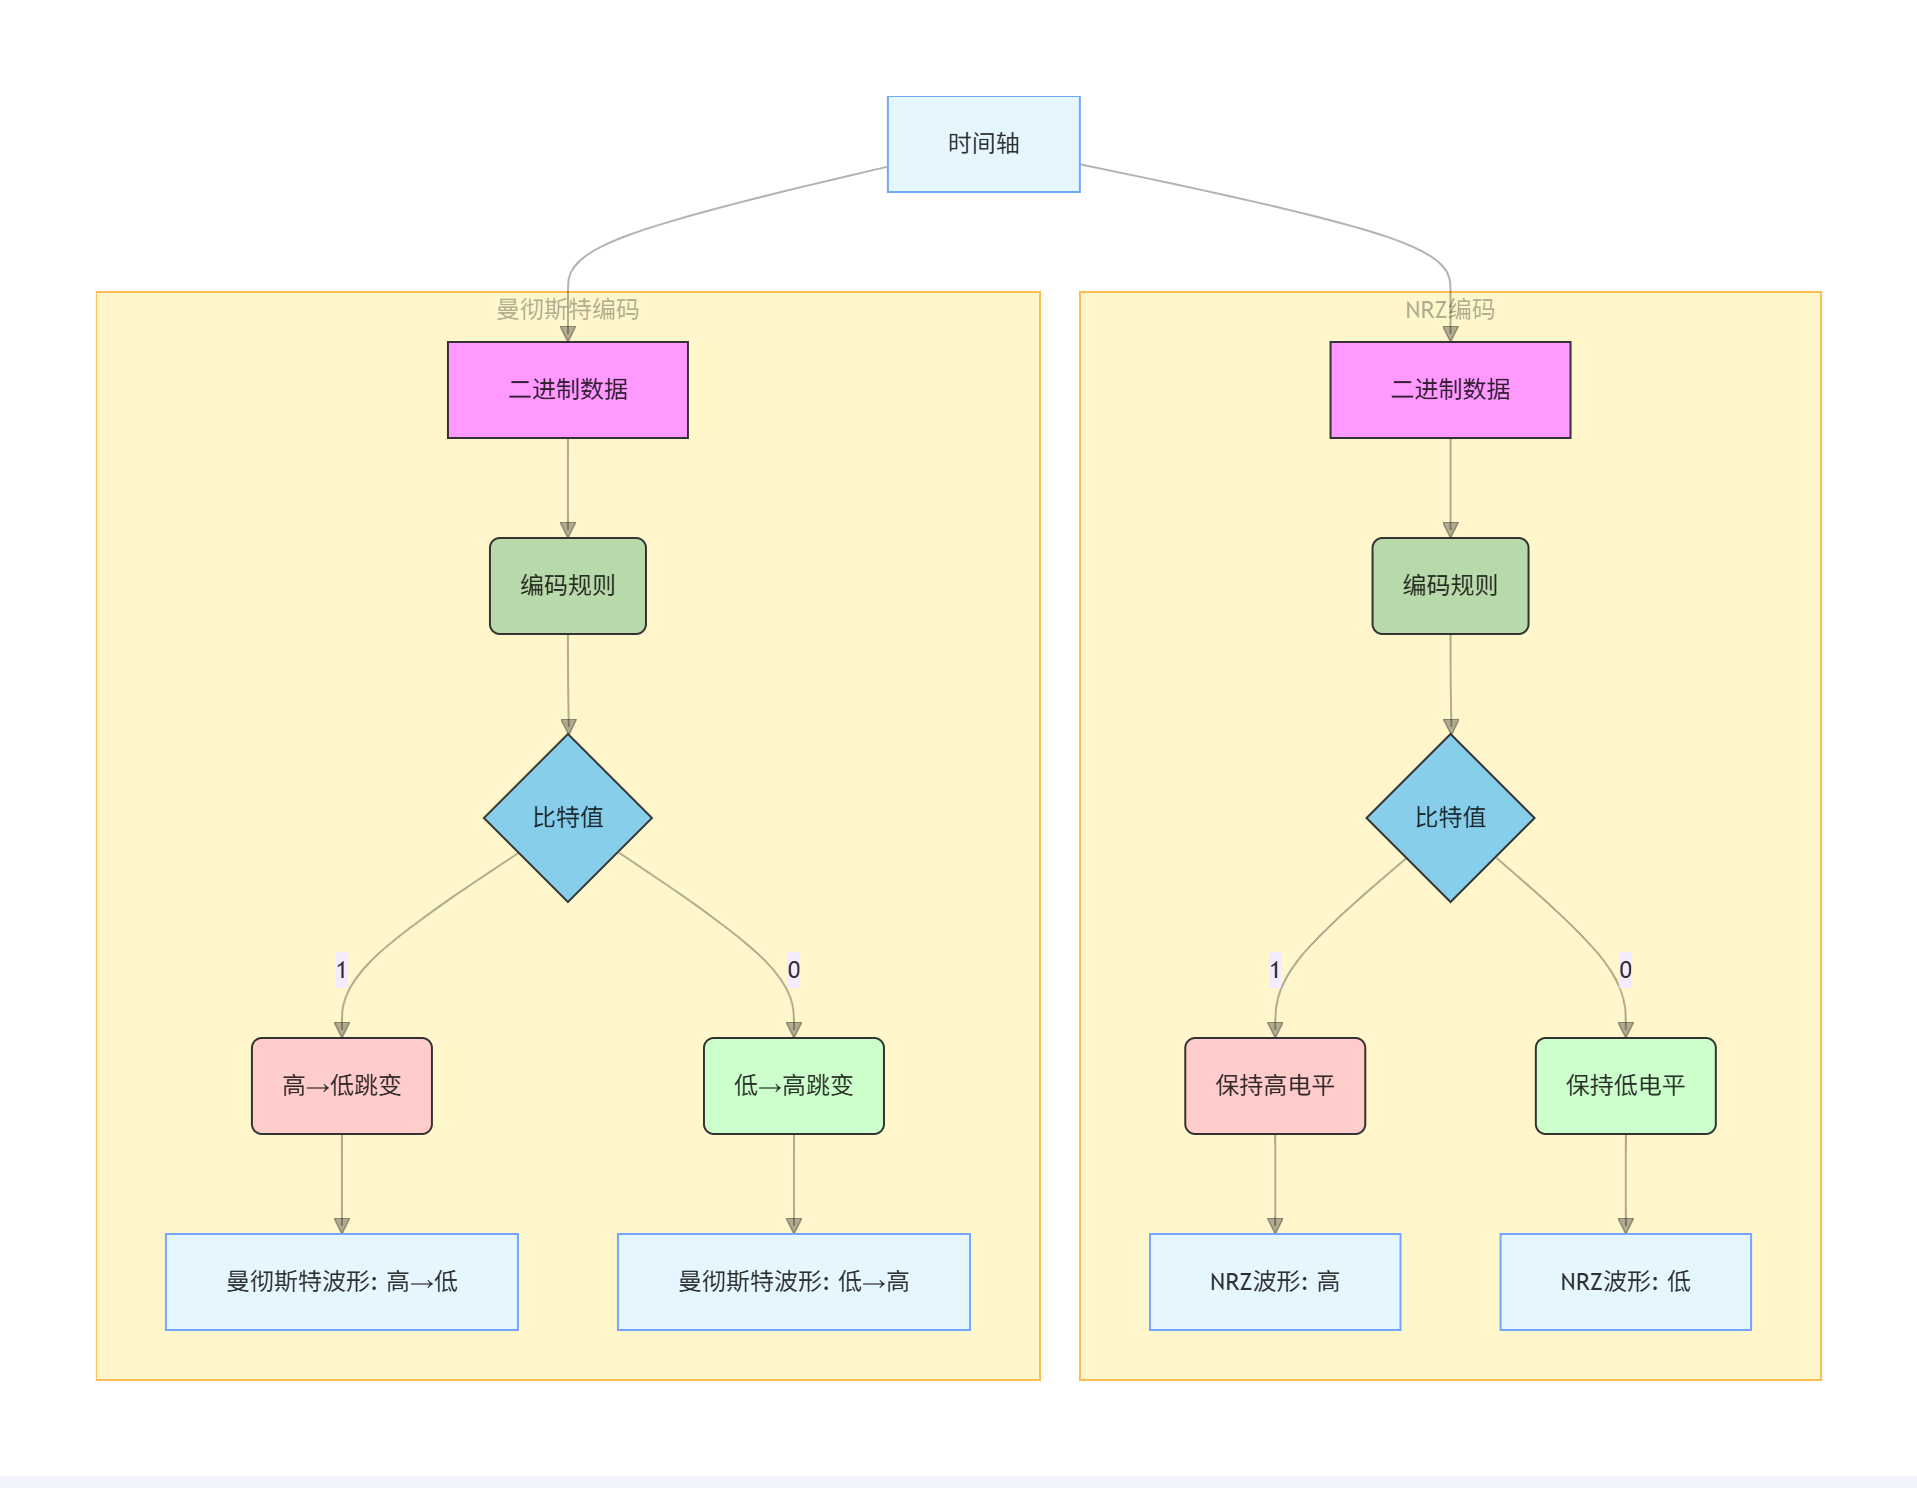 时间轴
曼彻斯特编码
NRZ编码
二进制数据
二进制数据
编码规则
编码规则
比特值
比特值
1
0
1
0
高→低跳变
低→高跳变
保持高电平
保持低电平
曼彻斯特波形: 高→低
曼彻斯特波形: 低→高
NRZ波形: 高
NRZ波形: 低